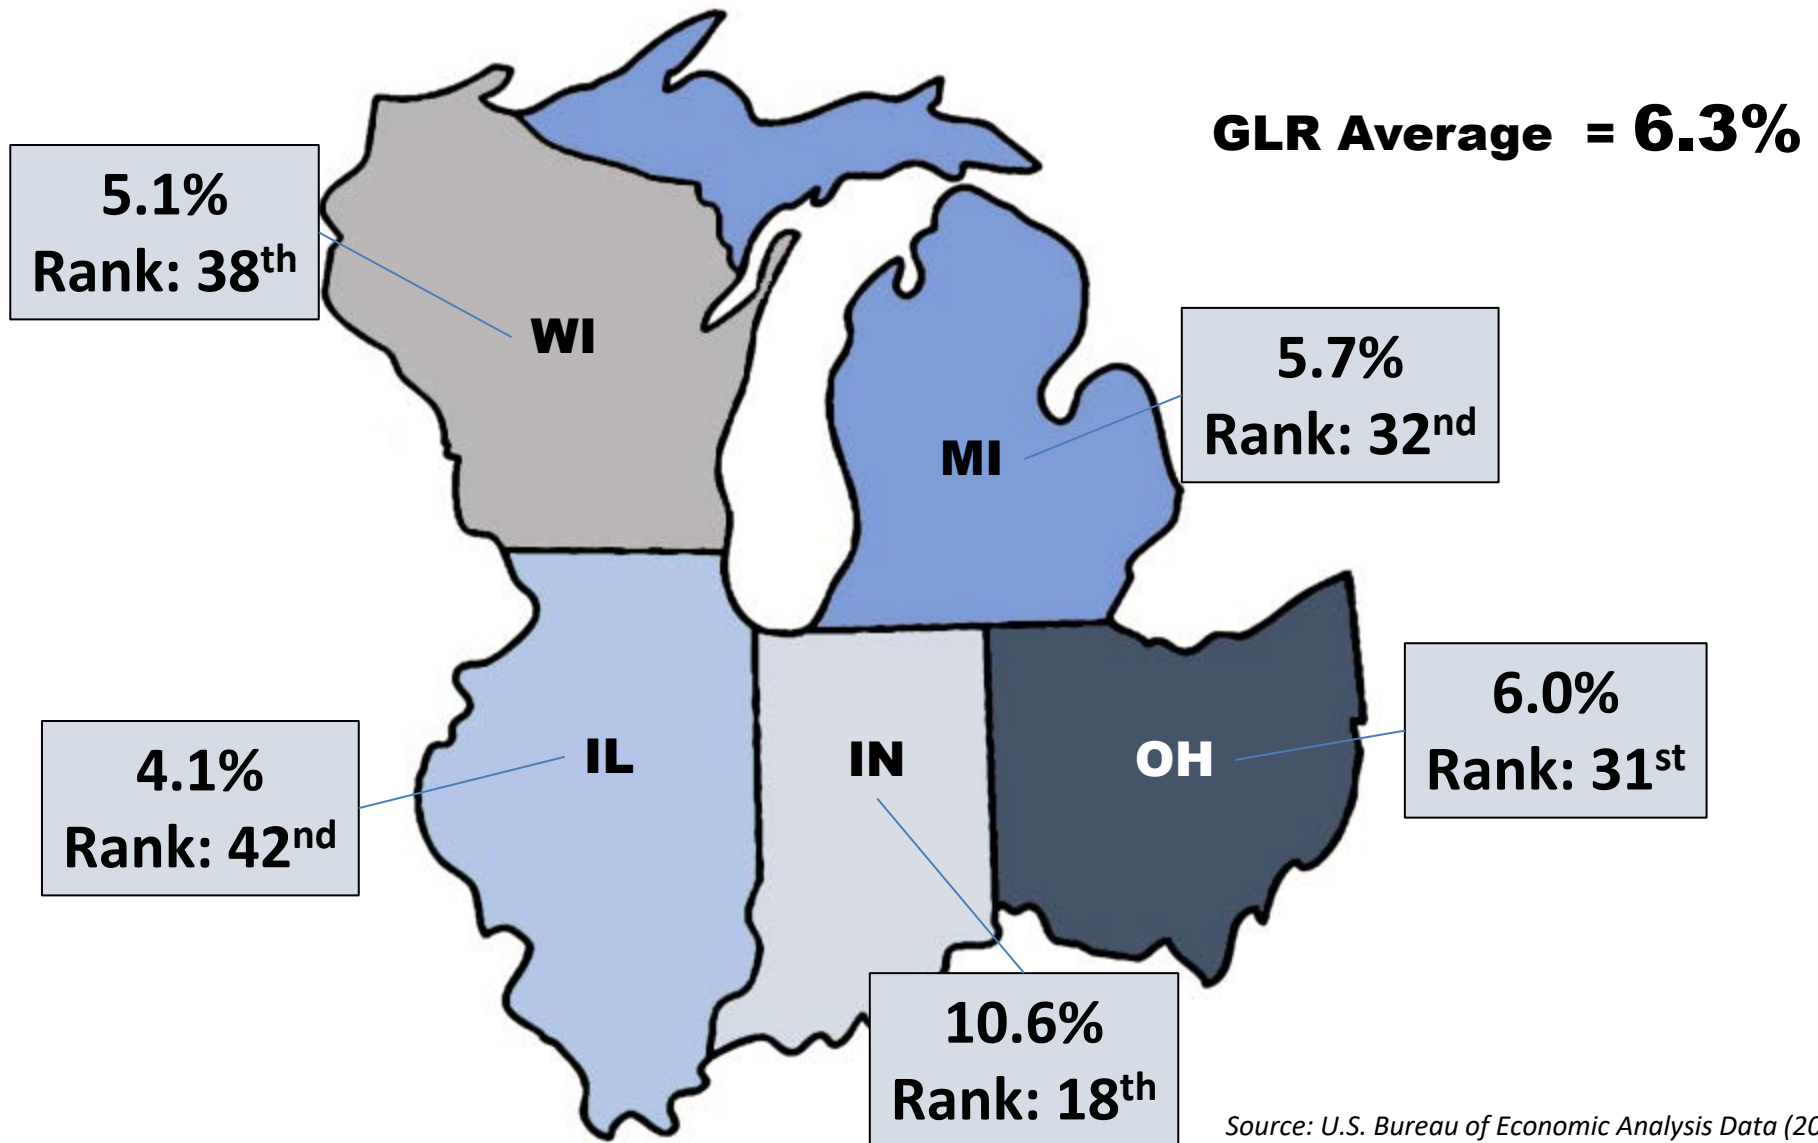 GLR Average = 6.3%
5.1%
Rank: 38th
WI
5.7%
Rank: 32nd
MI
6.0%
Rank: 31st
4.1%
Rank: 42nd
IL
IN
OH
10.6%
Rank: 18th
Source: U.S. Bureau of Economic Analysis Data (20